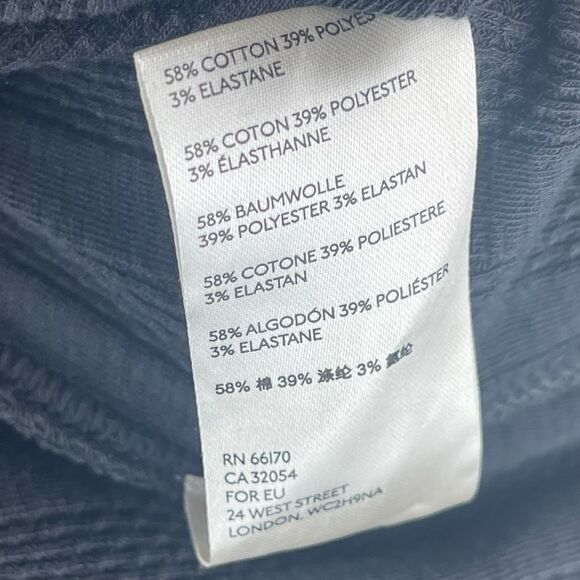 58% COTTON 39% POLYES
3% ELASTANE
58% COTON 39% POLYESTER
3% ÉLASTHANNE
58% BAUMWOLLE
39% POLYESTER 3% ELASTAN
58% COTONE 39% POLIESTERE
3% ELASTAN
58% ALGODÓN 39% POLIÉSTER
3% ELASTANE
58% 棉 39% 涤纶 3% 氨纶
RN 66170
CA 32054
FOR EU
24 WEST STREET
LONDON, WC2H9NA